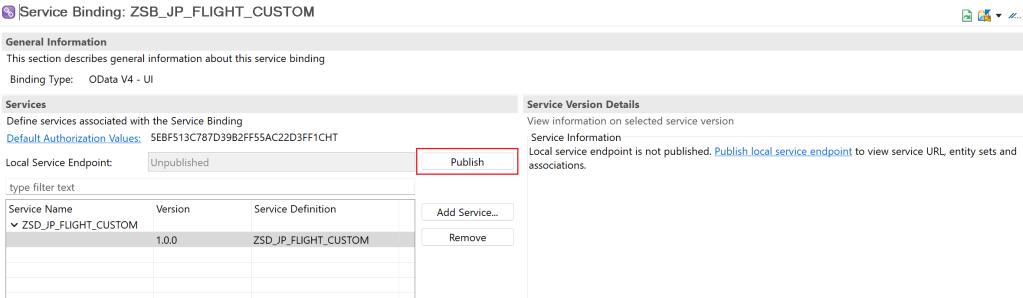 Service Binding: ZSB_JP_FLIGHT_CUSTOM
General Information
This section describes general information about this service binding
Binding Type: OData V4 - UI
Services
Define services associated with the Service Binding
Default Authorization Values: 5EBF513C787D39B2FF55AC22D3FF1CHT
Local Service Endpoint: Unpublished Publish
type filter text
Service Name Version Service Definition
ZSD_JP_FLIGHT_CUSTOM
1.0.0 ZSD_JP_FLIGHT_CUSTOM
Add Service...
Remove
Service Version Details
View information on selected service version
Service Information
Local service endpoint is not published. Publish local service endpoint to view service URL, entity sets and
associations.